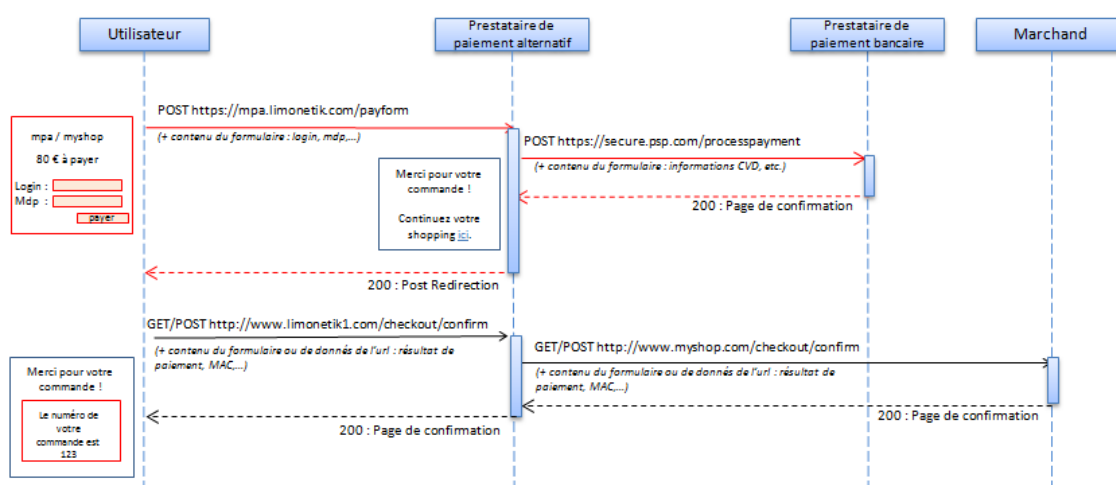 Utilisateur
Prestataire de
paiement alternatif
Prestataire de
paiement bancaire
Marchand
POST https://mpa.limonetik.com/payform
(+ contenu du formulaire : login, mdp,...)
mpa / myshop
80 € à payer
Login :
Mdp :
payer
POST https://secure.psp.com/processpayment
(+ contenu du formulaire : informations CVD, etc.)
Merci pour votre
commande !
Continuez votre
shopping ici.
200 : Page de confirmation
200 : Post Redirection
GET/POST http://www.limonetik1.com/checkout/confirm
(+ contenu du formulaire ou de donnés de l'url : résultat de
paiement, MAC,...)
GET/POST http://www.myshop.com/checkout/confirm
(+ contenu du formulaire ou de donnés de l'url : résultat de
paiement, MAC,...)
Merci pour votre
commande !
Le numéro de
votre
commande est
123
200 : Page de confirmation
200 : Page de confirmation